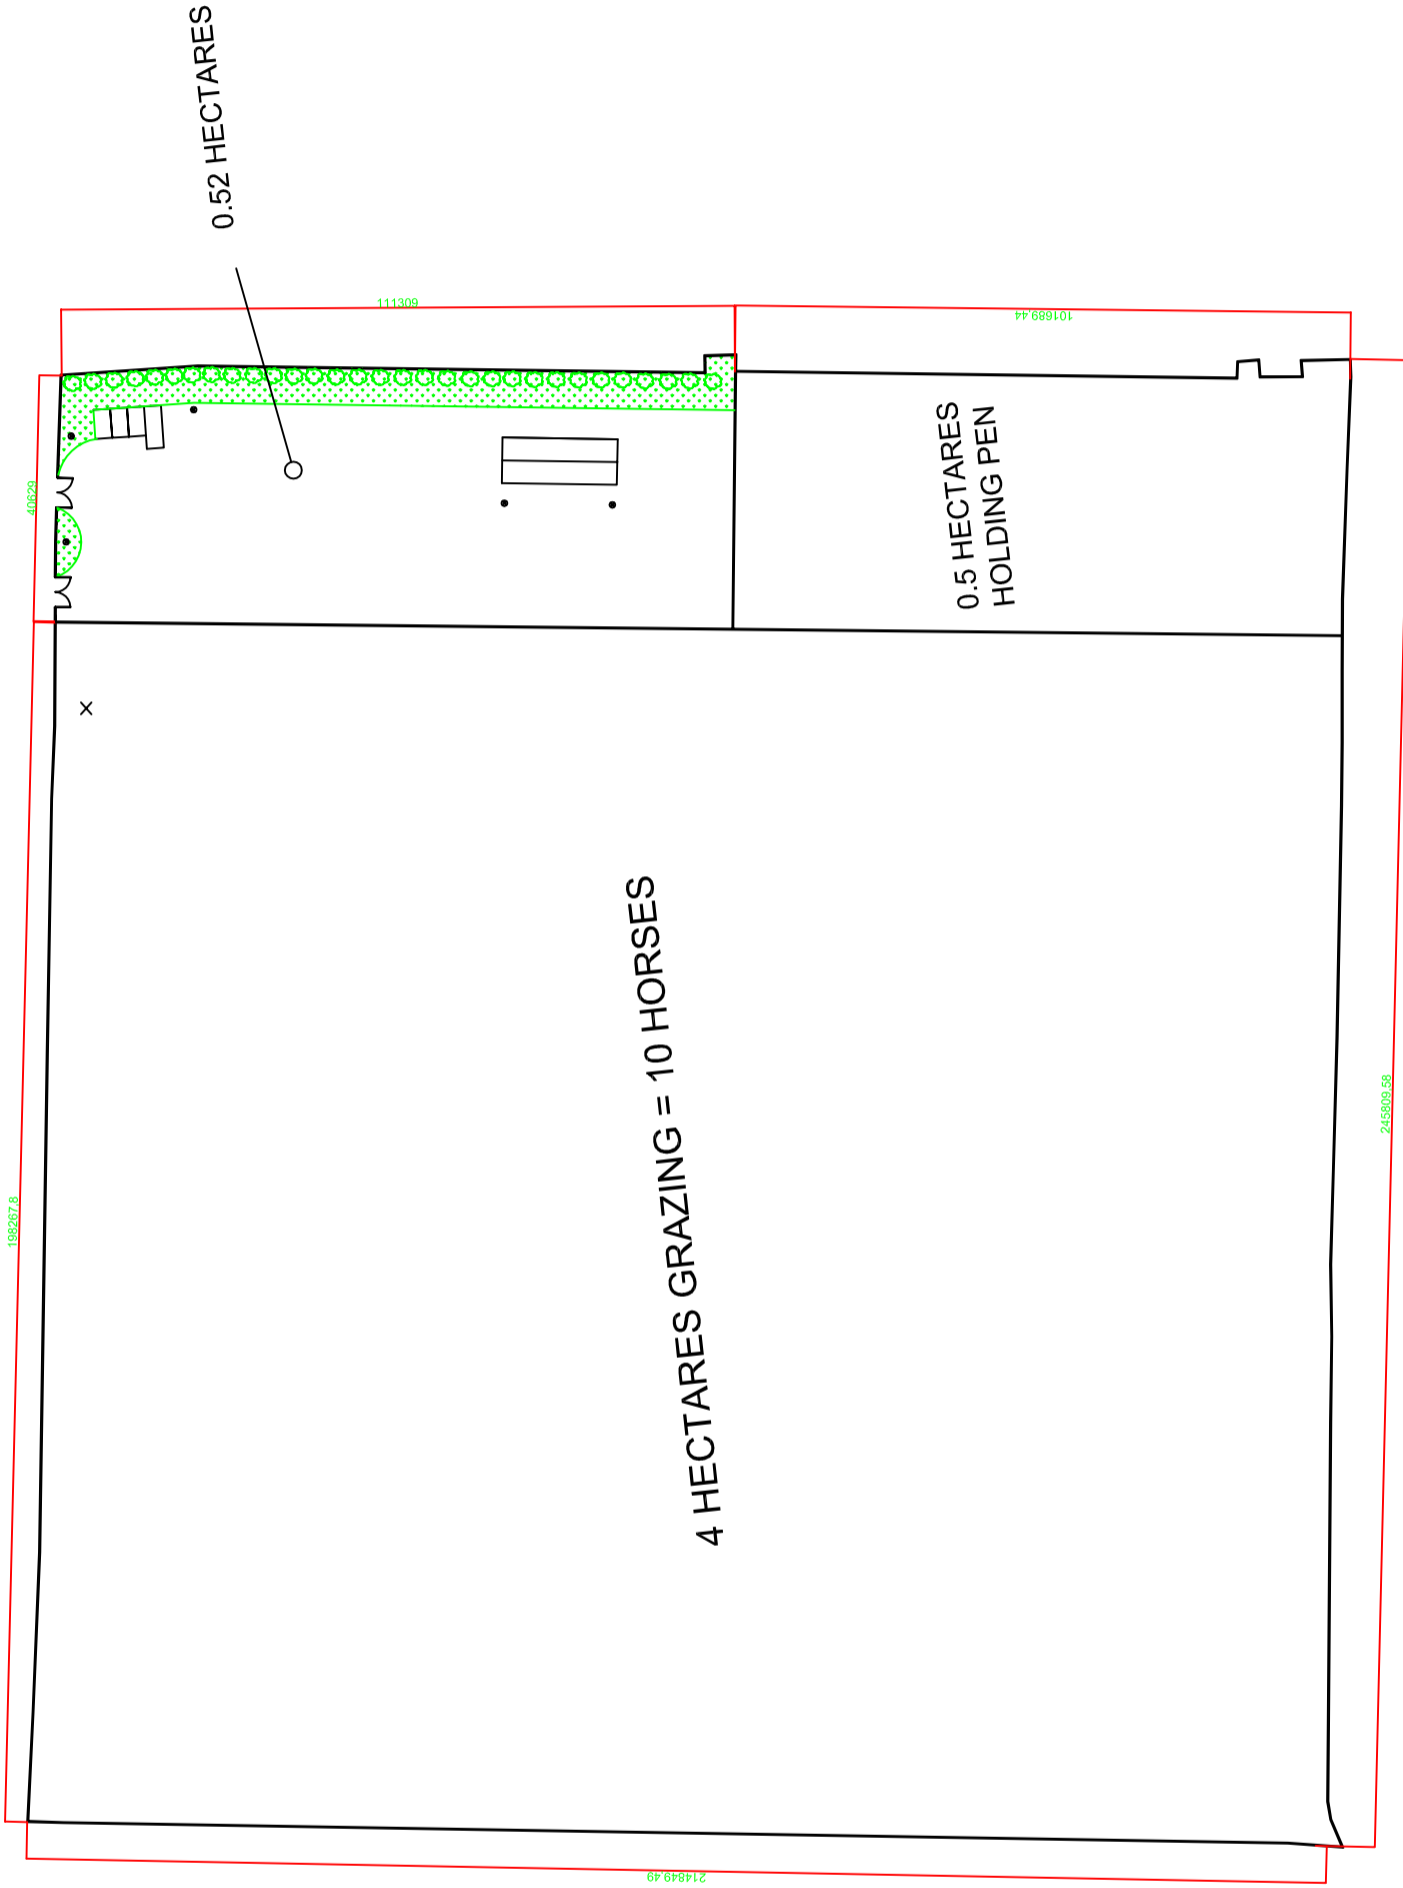 0.52 HECTARES
111309
101689.44
40629
0.5 HECTARES
HOLDING PEN
4 HECTARES GRAZING = 10 HORSES
198267.8
245809.58
214849.49